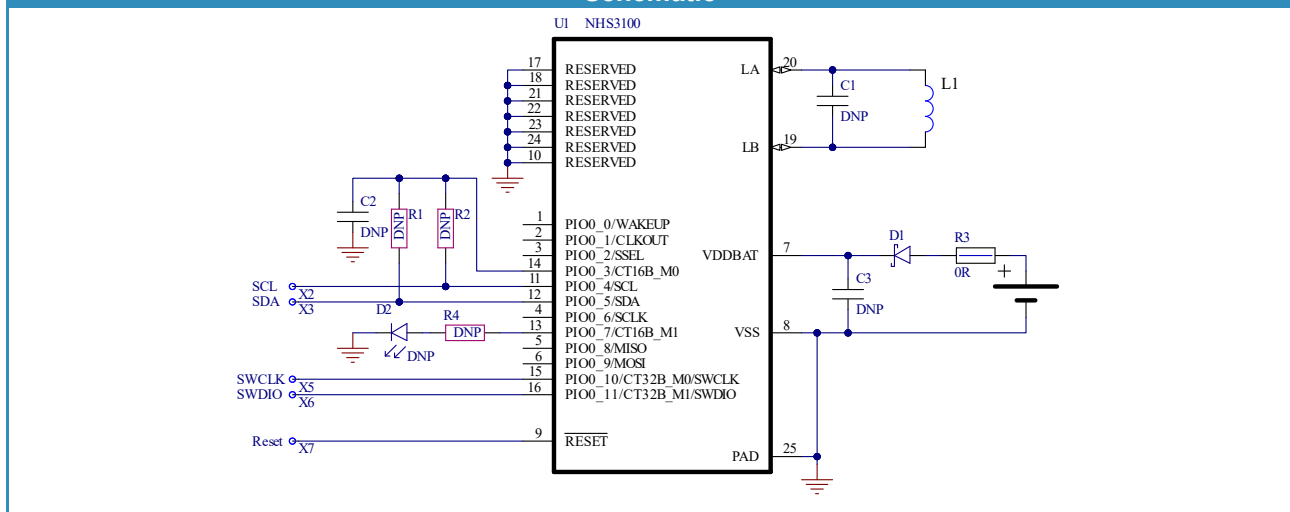 U1 NHS3100
17 RESERVED LA 20
18 RESERVED
21 RESERVED C1 L1
22 RESERVED DNP
23 RESERVED
24 RESERVED LB 19
10 RESERVED
C2 R1 R2
DNP DNP DNP
1 PIO0_0/WAKEUP
2 PIO0_1/CLKOUT D1 R3
3 PIO0_2/SSEL VDDBAT 7
14 PIO0_3/CT16B_M0 0R +
SCL X2 11 PIO0_4/SCL C3
SDA X3 12 PIO0_5/SDA DNP
D2 R4 4 PIO0_6/SCLK
DNP 13 PIO0_7/CT16B_M1 VSS 8
DNP 5 PIO0_8/MISO
6 PIO0_9/MOSI
SWCLK X5 15 PIO0_10/CT32B_M0/SWCLK
SWDIO X6 16 PIO0_11/CT32B_M1/SWDIO
Reset X7 9 RESET
PAD 25